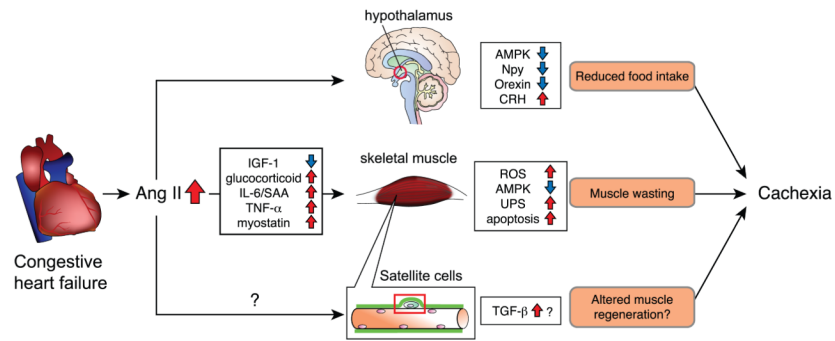 hypothalamus
AMPK
Npy
Orexin
CRH
Reduced food intake
Congestive
heart failure
Ang II
IGF-1
glucocorticoid
IL-6/SAA
TNF-α
myostatin
skeletal muscle
ROS
AMPK
UPS
apoptosis
Muscle wasting
Cachexia
?
Satellite cells
TGF-β ?
Altered muscle
regeneration?